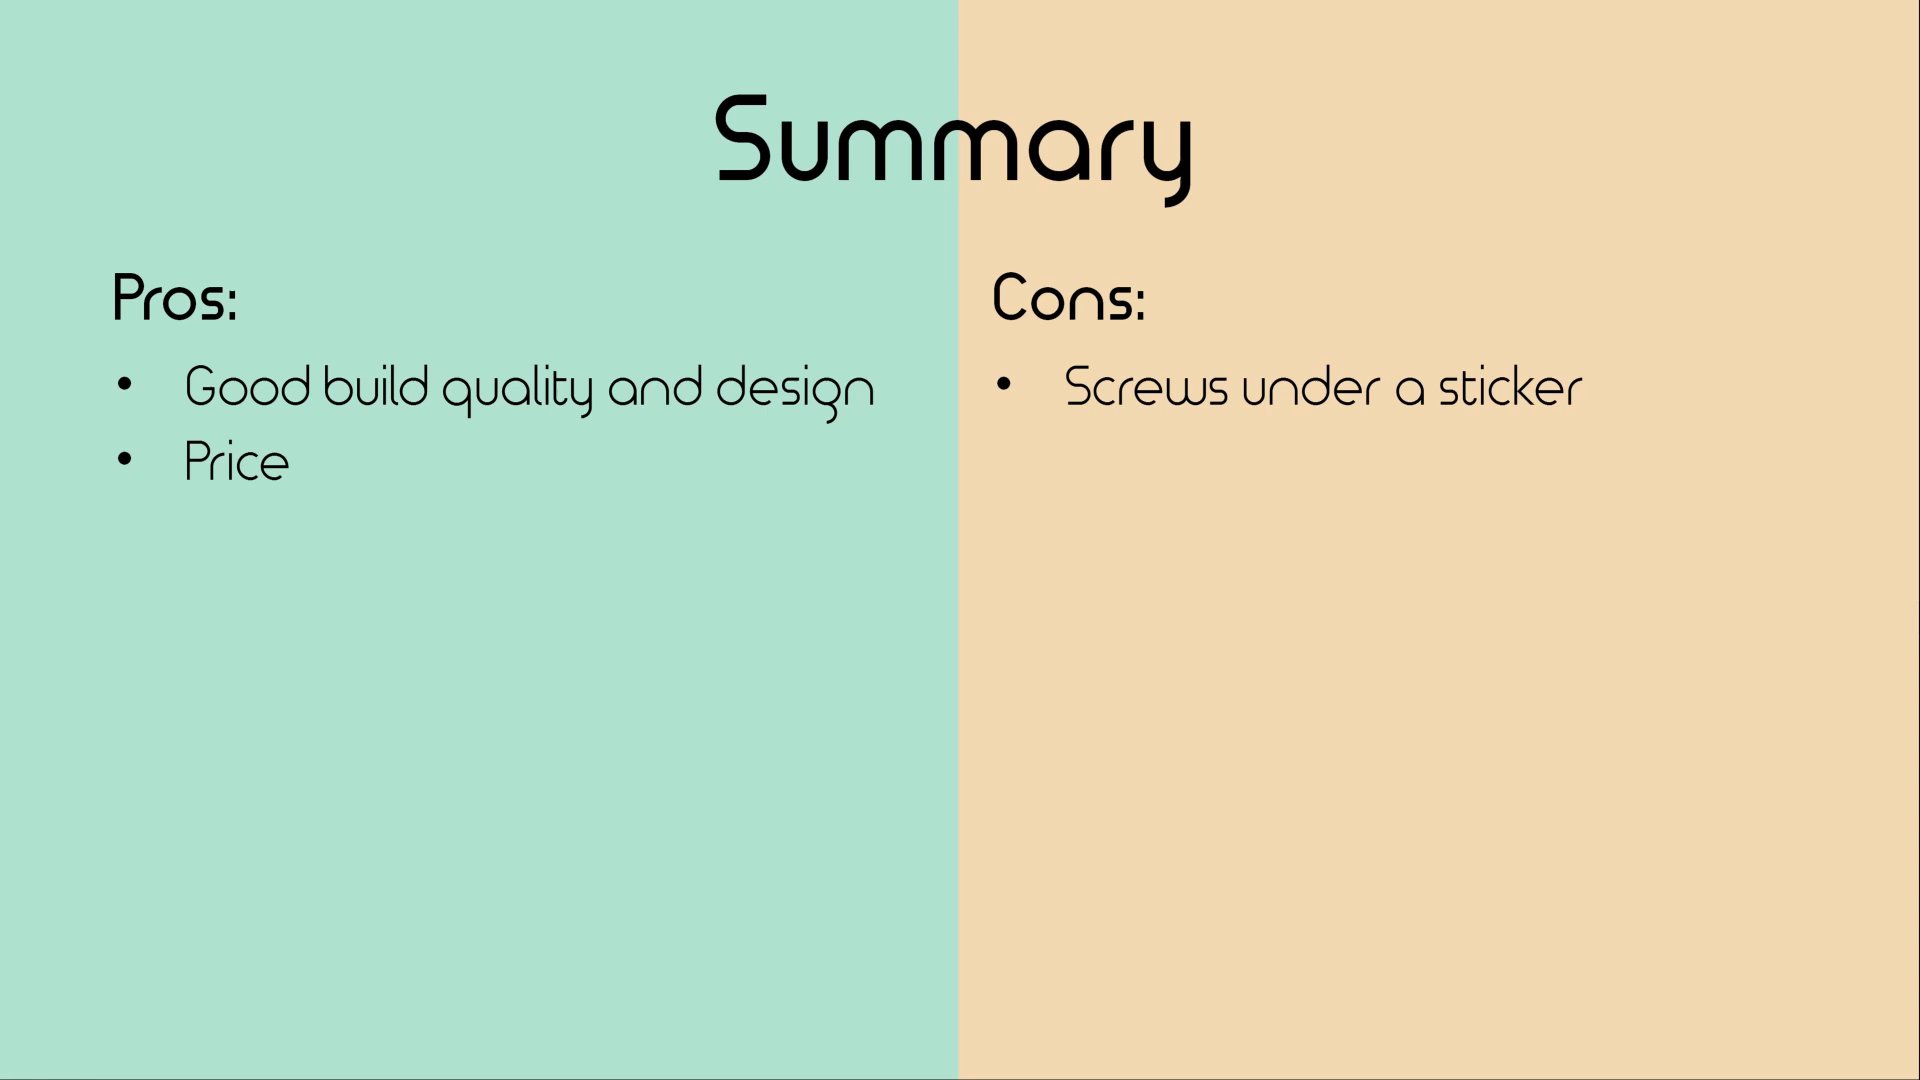 Summary
Pros:
• Good build quality and design
• Price
Cons:
• Screws under a sticker